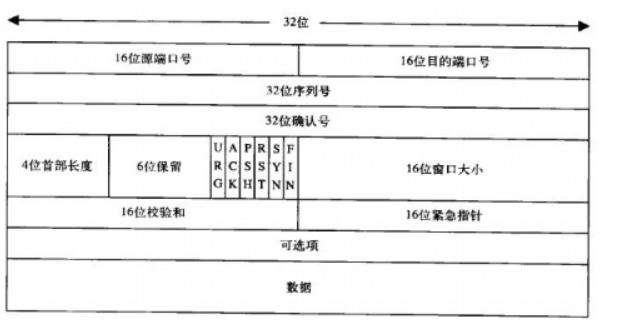 32位
16位源端口号 16位目的端口号
32位序列号
32位确认号
4位首部长度 6位保留 URG ACK PSH RST SYN FIN 16位窗口大小
16位校验和 16位紧急指针
可选项
数据